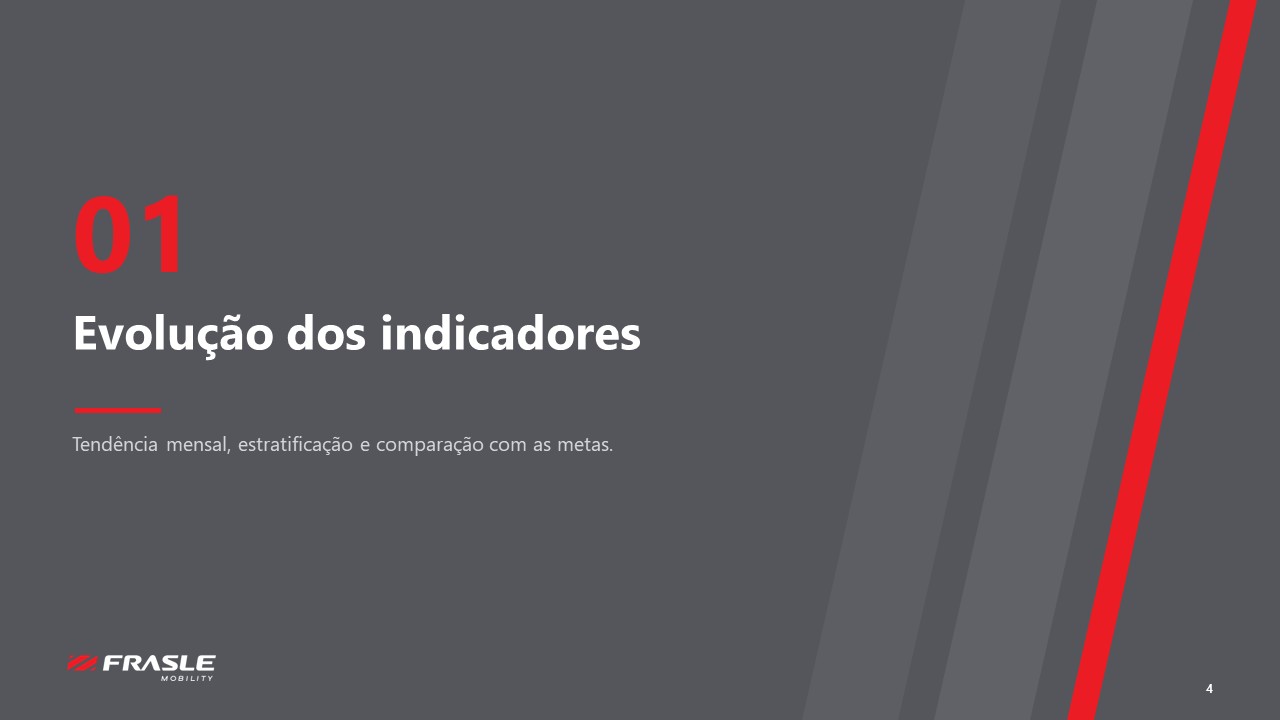 01
Evolução dos indicadores
Tendência mensal, estratificação e comparação com as metas.
FRASLE
MOBILITY
4